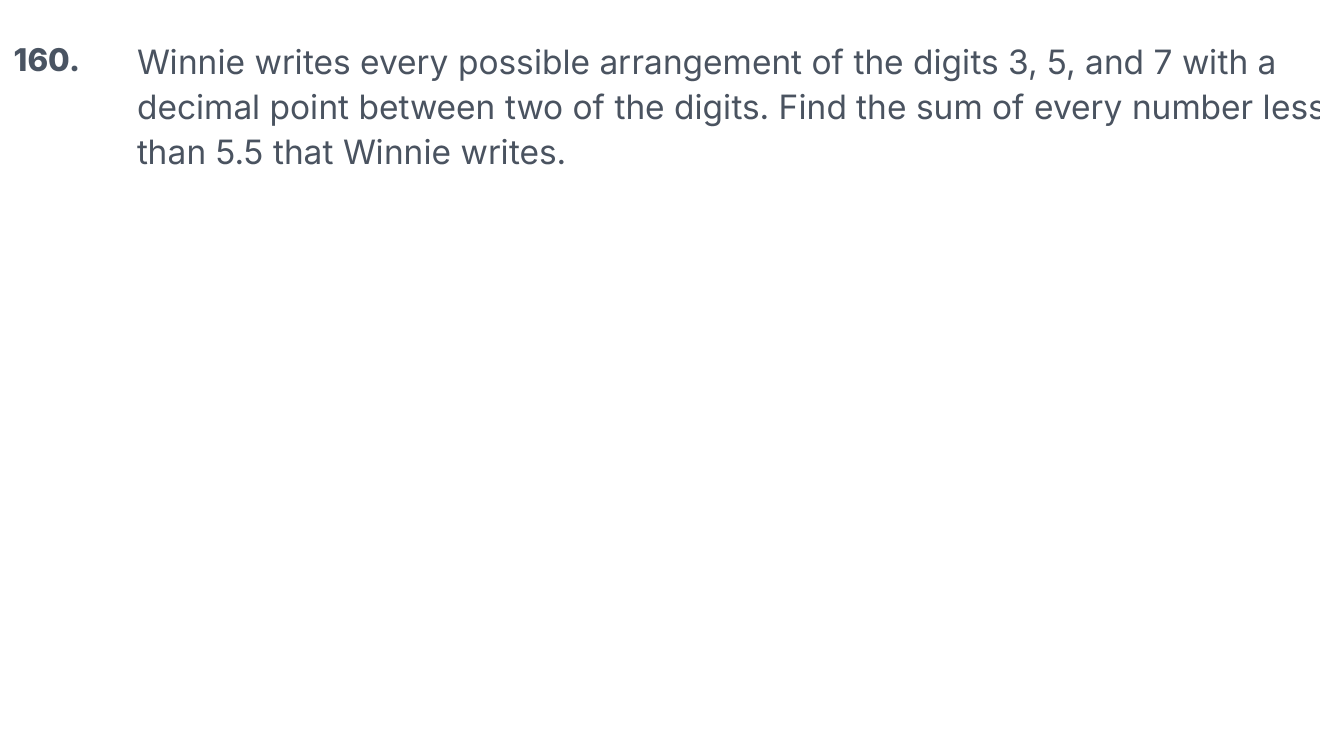 160. Winnie writes every possible arrangement of the digits 3, 5, and 7 with a
decimal point between two of the digits. Find the sum of every number less
than 5.5 that Winnie writes.